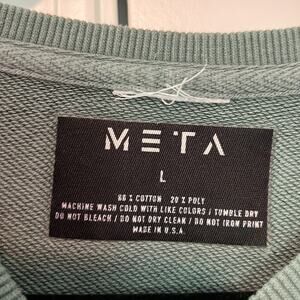 META
L
80% COTTON 20% POLY
MACHINE WASH COLD WITH LIKE COLORS / TUMBLE DRY
DO NOT BLEACH / DO NOT DRY CLEAN / DO NOT IRON PRINT
MADE IN U.S.A.